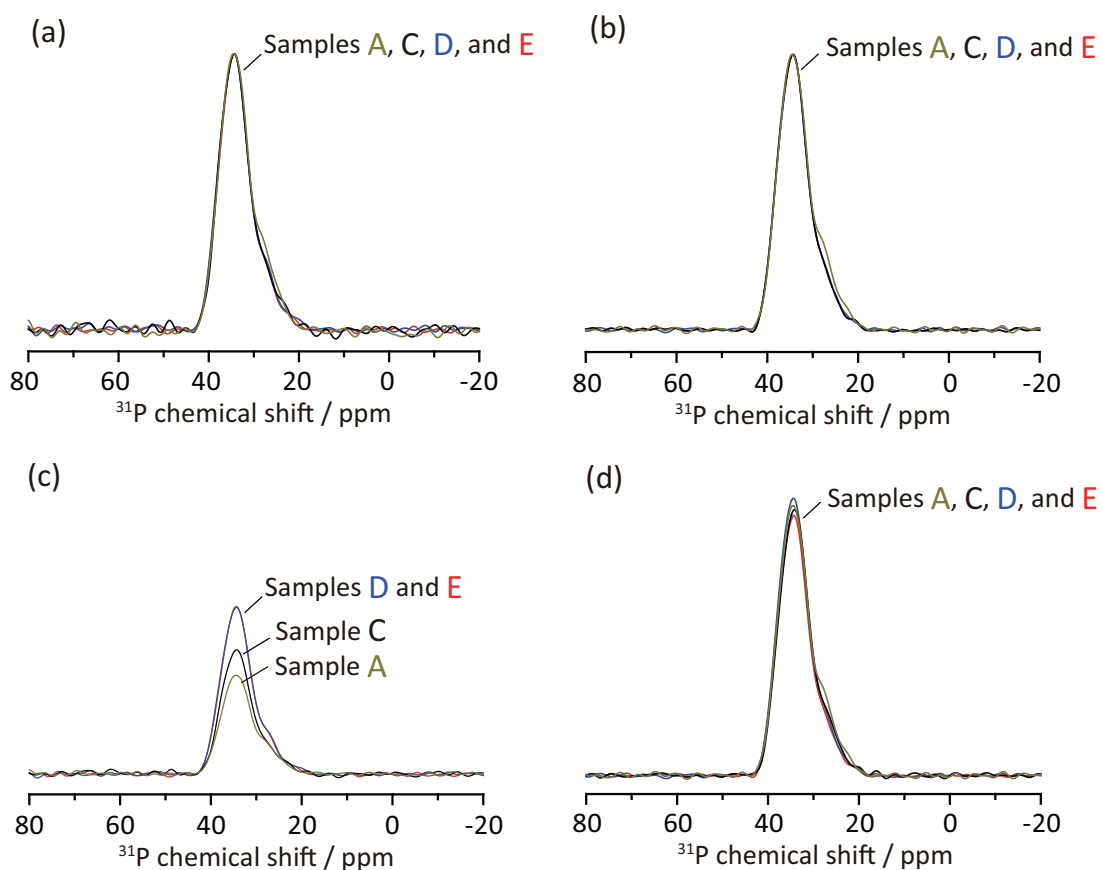 (a)
Samples A, C, D, and E
80 60 40 20 0 -20
³¹P chemical shift / ppm
(b)
Samples A, C, D, and E
80 60 40 20 0 -20
³¹P chemical shift / ppm
(c)
Samples D and E
Sample C
Sample A
80 60 40 20 0 -20
³¹P chemical shift / ppm
(d)
Samples A, C, D, and E
80 60 40 20 0 -20
³¹P chemical shift / ppm